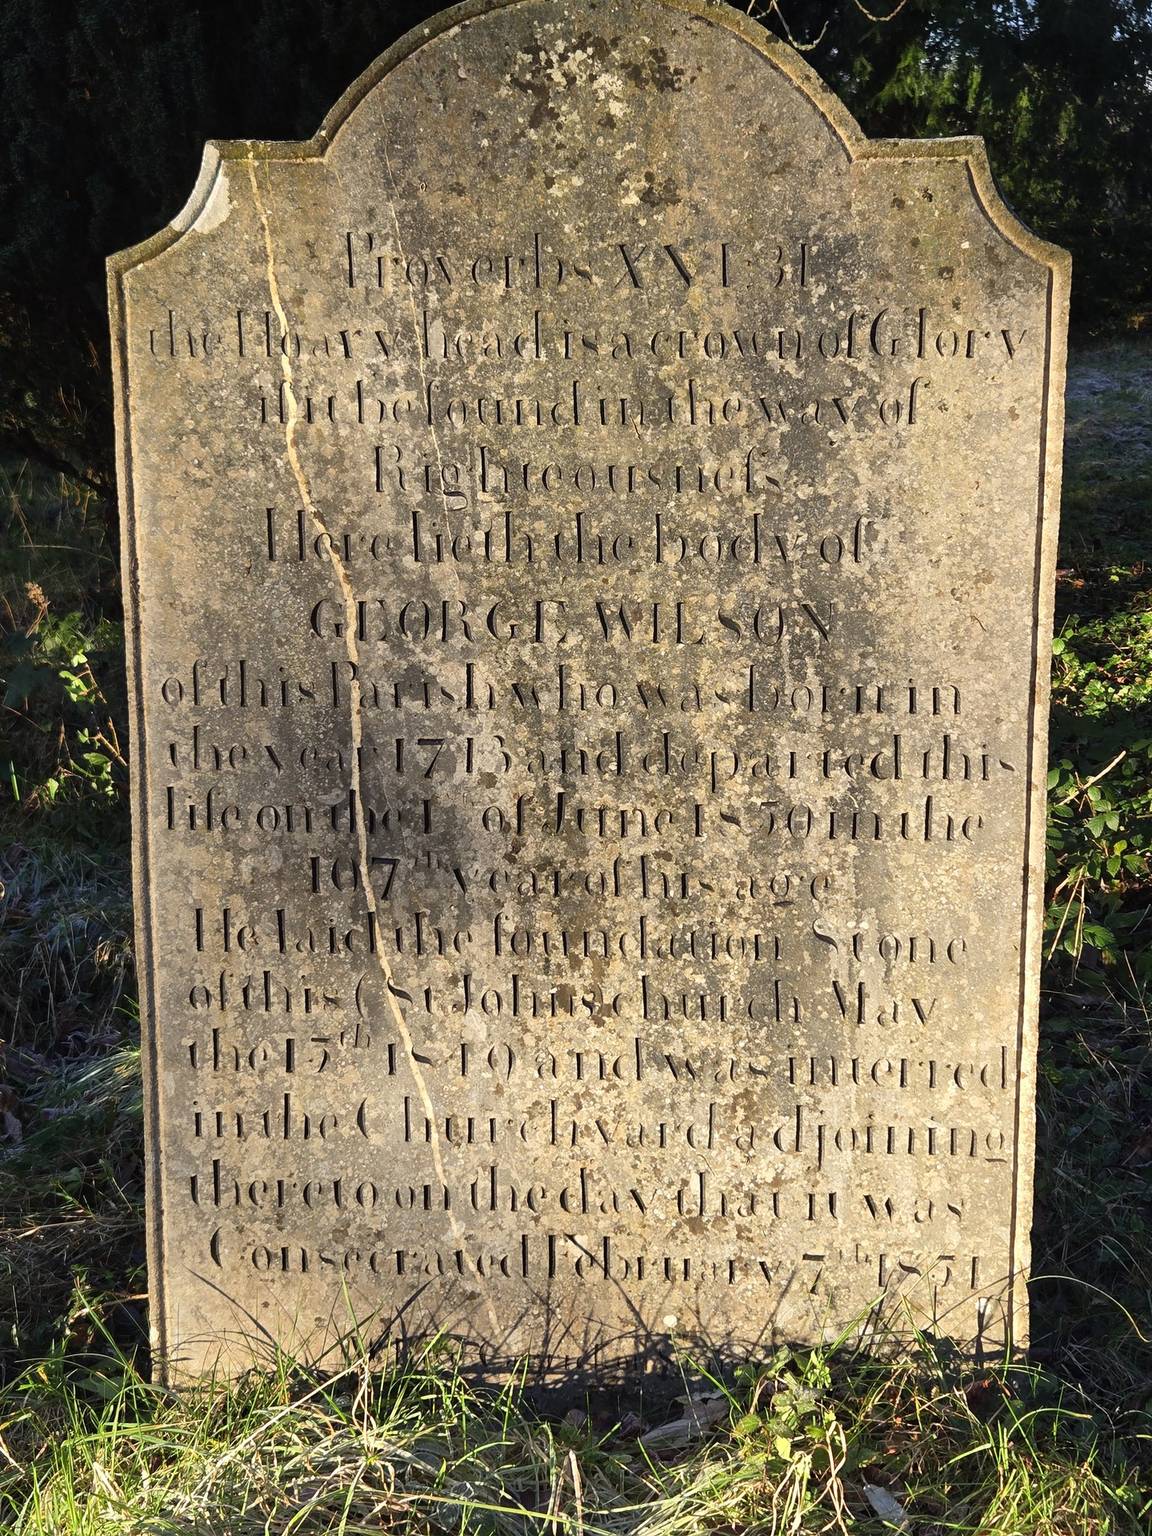 Proverbs XVI:31
the Hoary head is a crown of Glory
if it be found in the way of
Righteousneſs
Here lieth the body of
GEORGE WILSON
of this Parish who was born in
the year 1743 and departed this
life on the 1st of June 1850 in the
107th year of his age
He laid the foundation Stone
of this (St Johns church May
the 15th 1849 and was interred
in the Churchyard adjoining
thereto on the day that it was
Consecrated February 7th 1851